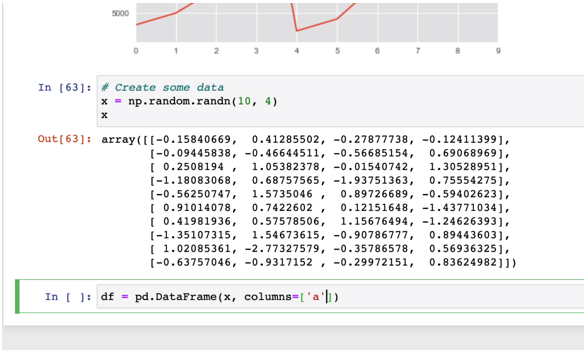 5000
0 1 2 3 4 5 6 7 8 9
In [63]: # Create some data
x = np.random.randn(10, 4)
x
Out[63]: array([[-0.15840669, 0.41285502, -0.27877738, -0.12411399],
[-0.09445838, -0.46644511, -0.56685154, 0.69068969],
[ 0.2508194 , 1.05382378, -0.01540742, 1.30528951],
[-1.18083068, 0.68757565, -1.93751363, 0.75554275],
[-0.56250747, 1.5735046 , 0.89726689, -0.59402623],
[ 0.91014078, 0.7422602 , 0.12151648, -1.43771034],
[ 0.41981936, 0.57578506, 1.15676494, -1.24626393],
[-1.35107315, 1.54673615, -0.90786777, 0.89443603],
[ 1.02085361, -2.77327579, -0.35786578, 0.56936325],
[-0.63757046, -0.9317152 , -0.29972151, 0.83624982]])
In [ ]: df = pd.DataFrame(x, columns=['a'])